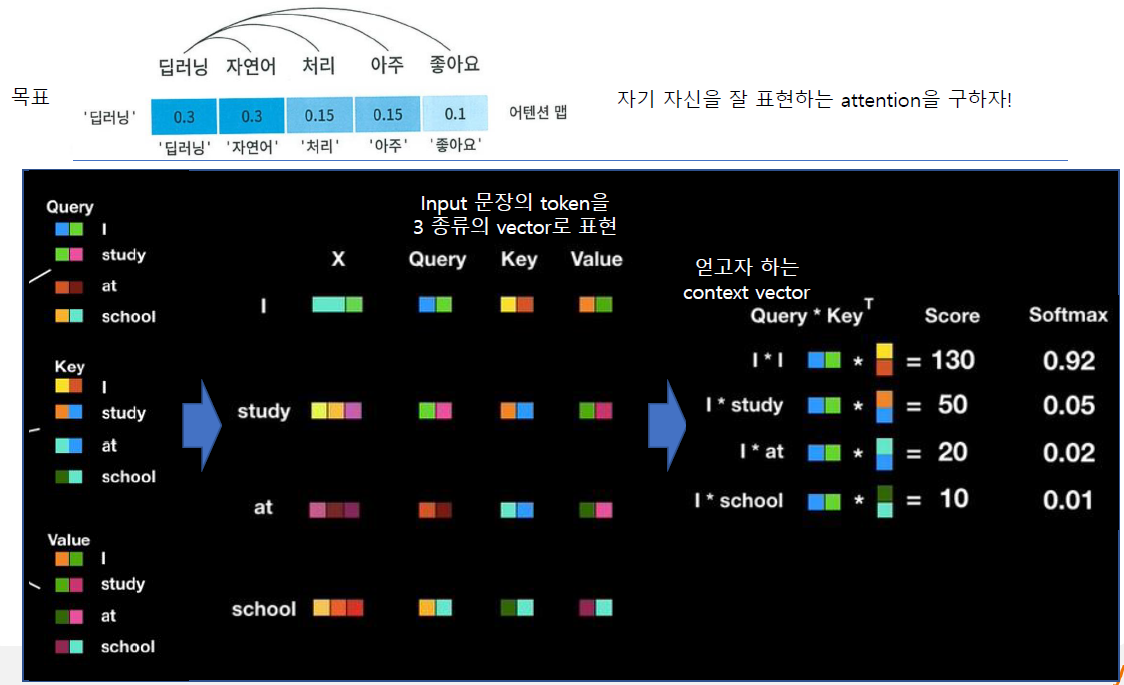 딥러닝 자연어 처리 아주 좋아요
목표
'딥러닝' 0.3 0.3 0.15 0.15 0.1 어텐션 맵
'딥러닝' '자연어' '처리' '아주' '좋아요'
자기 자신을 잘 표현하는 attention을 구하자!
Query
I
study
at
school
Key
I
study
at
school
Value
I
study
at
school
Input 문장의 token을
3 종류의 vector로 표현
X Query Key Value
I
study
at
school
얻고자 하는
context vector
Query * Key T Score Softmax
I * I * = 130 0.92
I * study * = 50 0.05
I * at * = 20 0.02
I * school * = 10 0.01